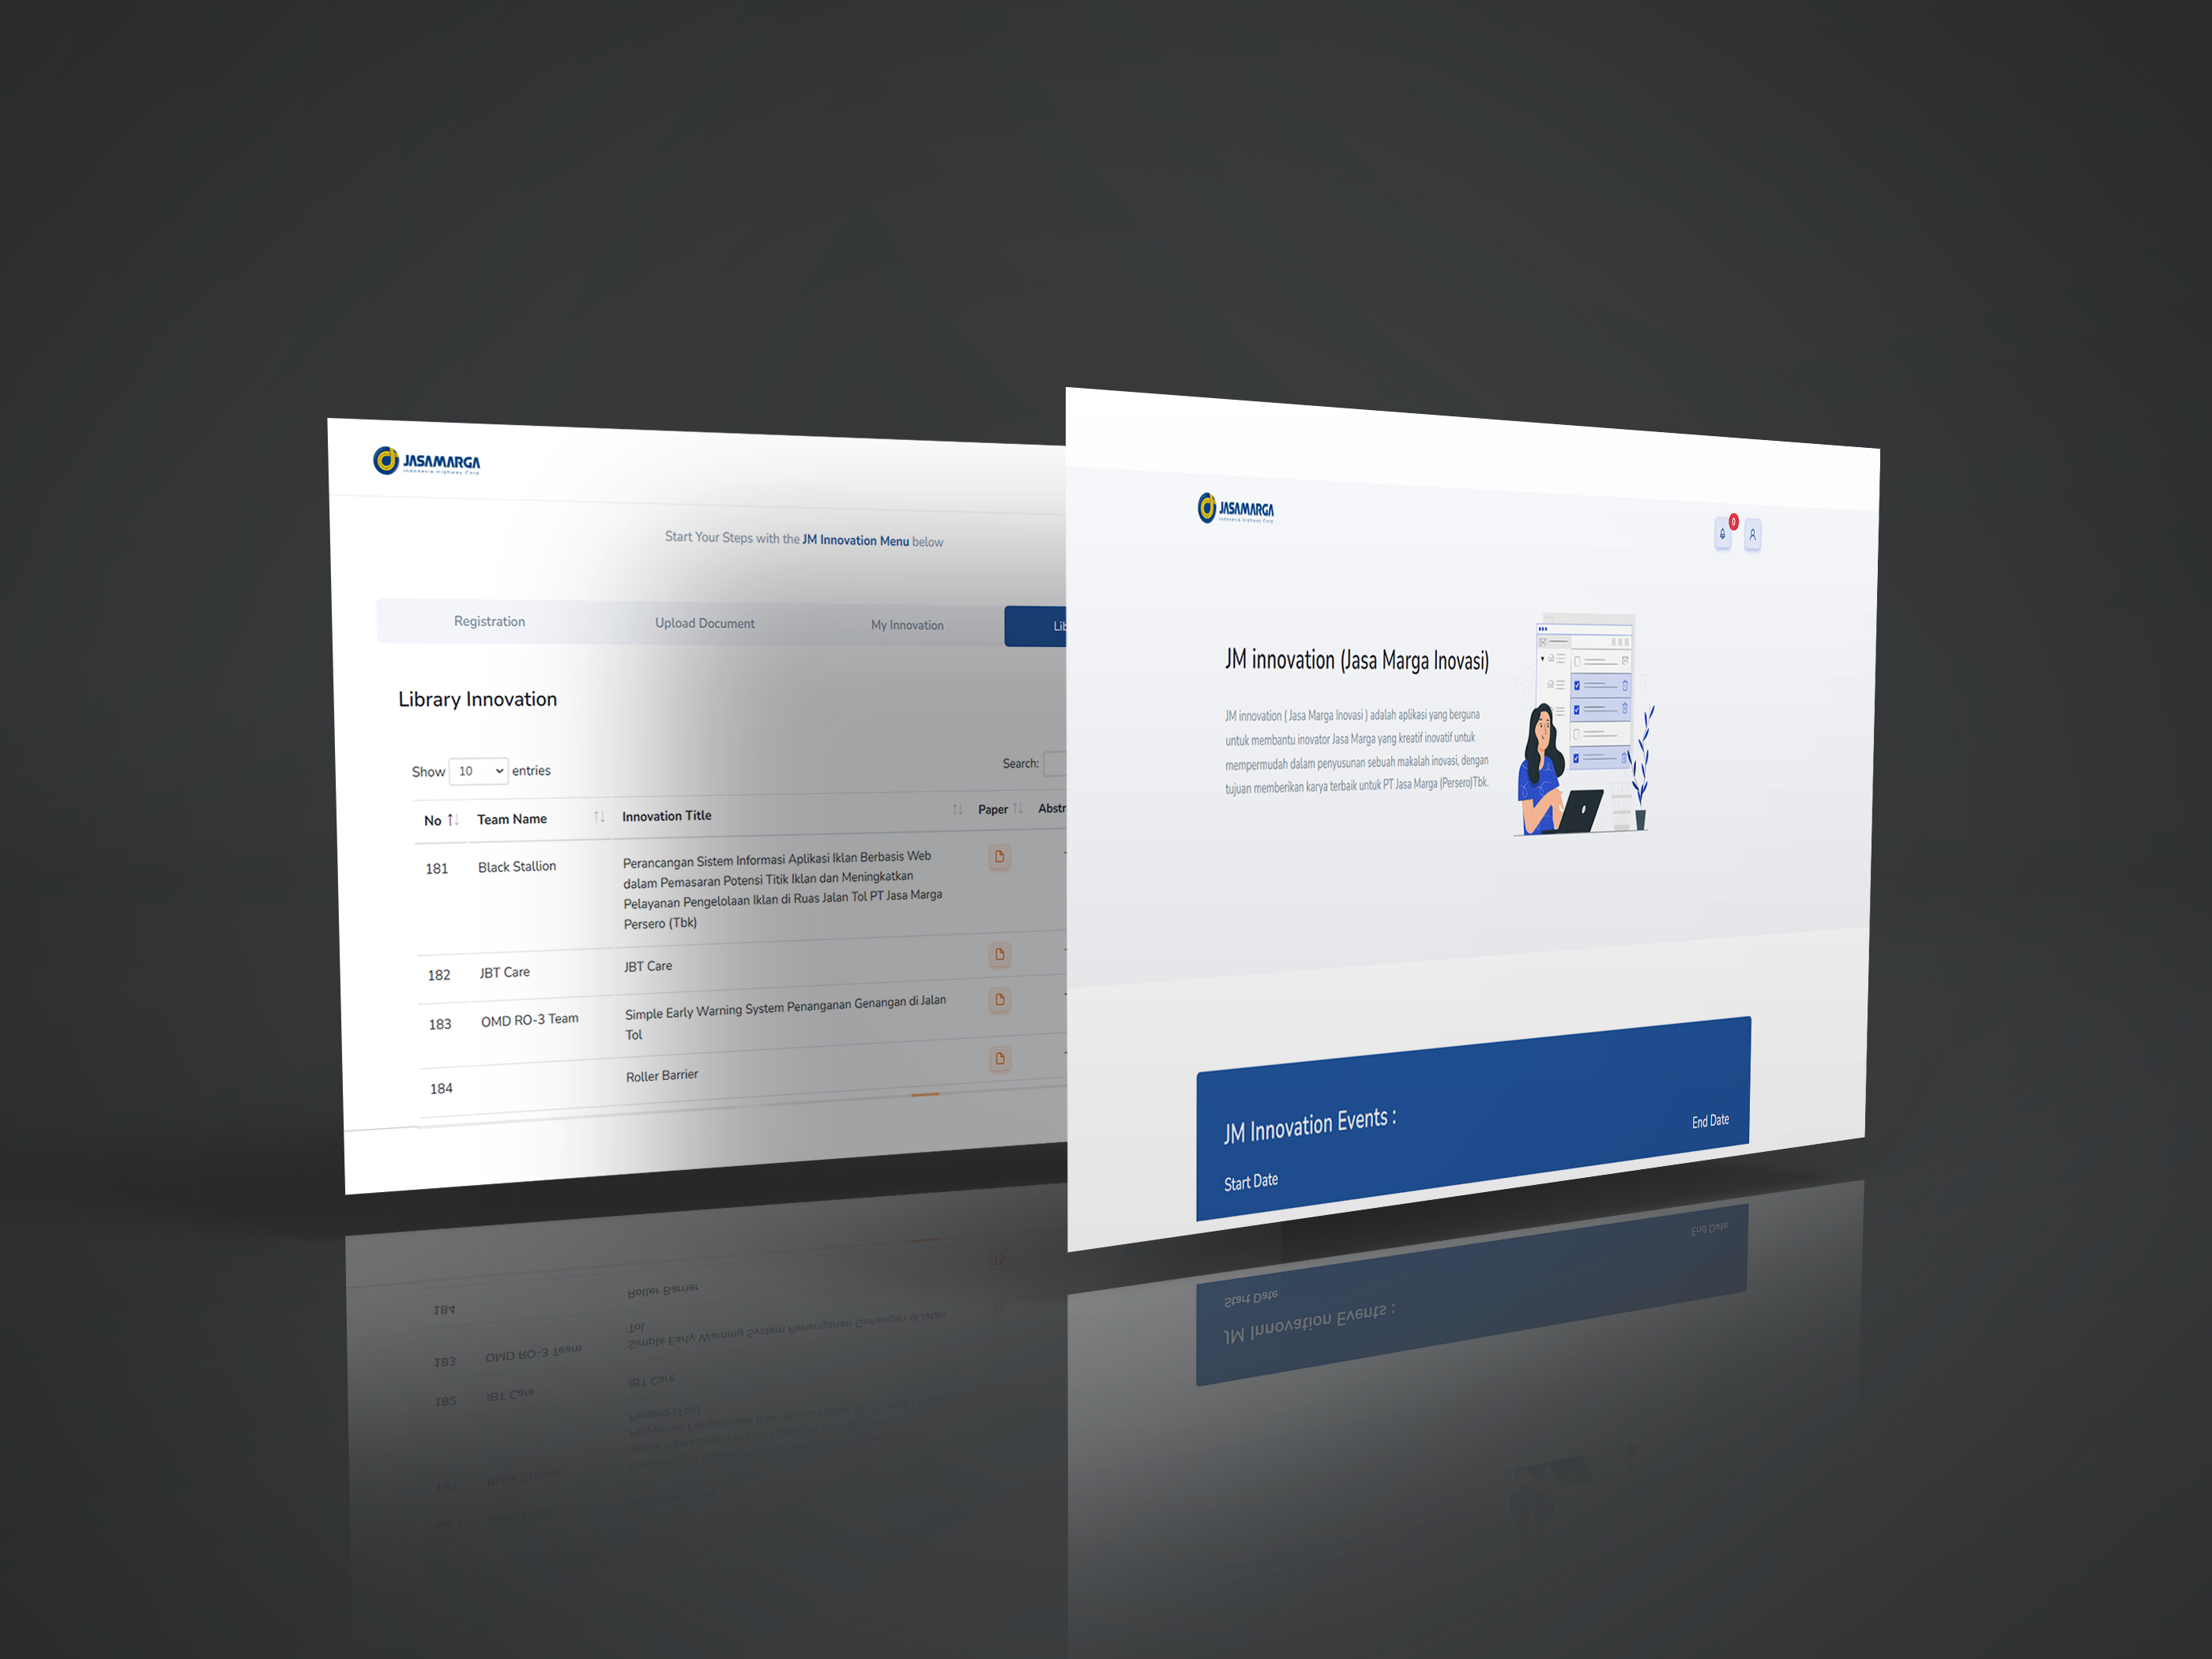 JASAMARGA
Indonesia Highway Corp
Start Your Steps with the JM Innovation Menu below
Registration
Upload Document
My Innovation
Lib
Library Innovation
Show 10 entries
Search:
No
Team Name
Innovation Title
Paper
Abstr
181
Black Stallion
Perancangan Sistem Informasi Aplikasi Iklan Berbasis Web
dalam Pemasaran Potensi Titik Iklan dan Meningkatkan
Pelayanan Pengelolaan Iklan di Ruas Jalan Tol PT Jasa Marga
Persero (Tbk)
182
JBT Care
JBT Care
183
OMD RO-3 Team
Simple Early Warning System Penanganan Genangan di Jalan
Tol
184
Roller Barrier
JASAMARGA
Indonesia Highway Corp
0
JM innovation (Jasa Marga Inovasi)
JM innovation ( Jasa Marga Inovasi ) adalah aplikasi yang berguna
untuk membantu inovator Jasa Marga yang kreatif inovatif untuk
mempermudah dalam penyusunan sebuah makalah inovasi, dengan
tujuan memberikan karya terbaik untuk PT Jasa Marga (Persero)Tbk.
JM Innovation Events :
Start Date
End Date